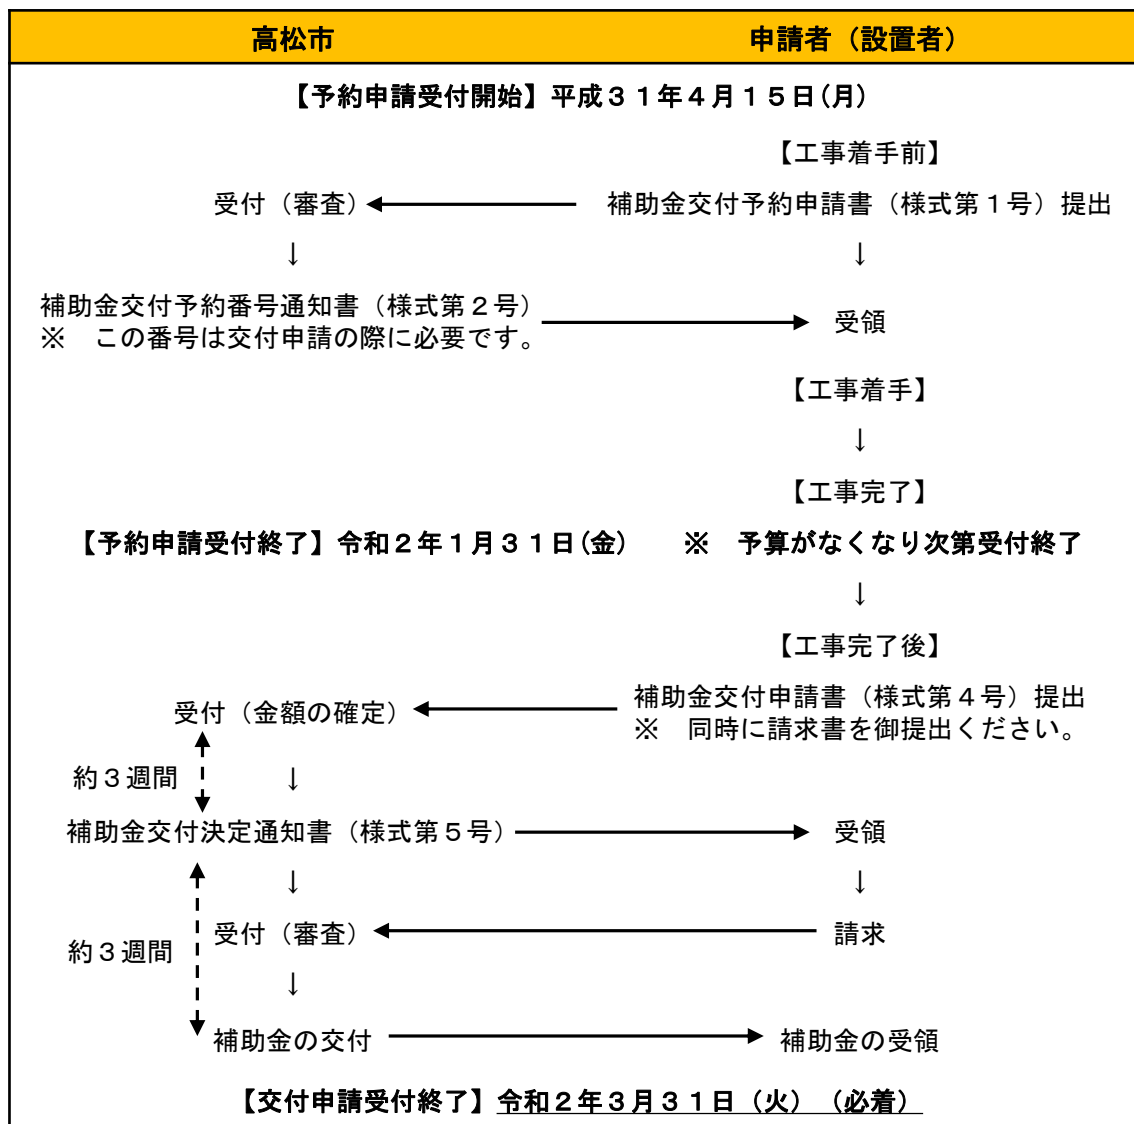 高松市 申請者（設置者）
【予約申請受付開始】平成３１年４月１５日(月)
【工事着手前】
受付（審査） 補助金交付予約申請書（様式第１号）提出
↓ ↓
補助金交付予約番号通知書（様式第２号）
※　この番号は交付申請の際に必要です。 受領
【工事着手】
↓
【工事完了】
【予約申請受付終了】令和２年１月３１日(金)　　※　予算がなくなり次第受付終了
↓
【工事完了後】
受付（金額の確定） 補助金交付申請書（様式第４号）提出
※　同時に請求書を御提出ください。
約３週間 ↓
補助金交付決定通知書（様式第５号） 受領
↓ ↓
約３週間 受付（審査） 請求
↓
補助金の交付 補助金の受領
【交付申請受付終了】令和２年３月３１日（火）（必着）